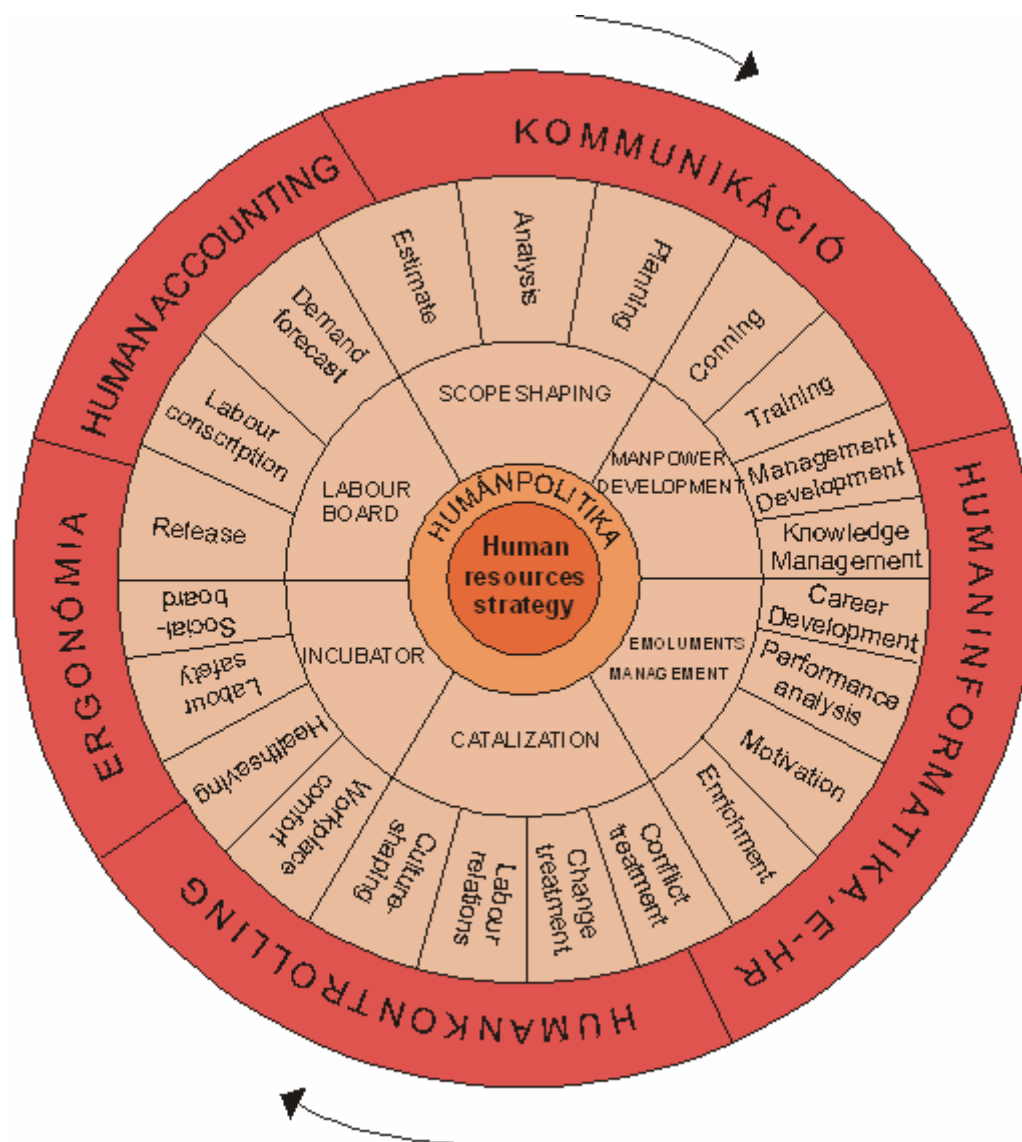 KOMMUNIKÁCIÓ
HUMANINFORMATIKA, E-HR
HUMANKONTROLLING
ERGONÓMIA
HUMAN ACCOUNTING
Estimate
Analysis
Planning
Conning
Training
Management
Development
Knowledge
Management
Career
Development
Performance
analysis
Motivation
Enrichment
Conflict
treatment
Change
treatment
Labour
relations
Culture-
shaping
Workplace
comfort
Healthsaving
Labour
safely
Social-
board
Release
Labour
conscription
Demand
forecast
SCOPE SHAPING
MANPOWER
DEVELOPMENT
EMOLUMENTS
MANAGEMENT
CATALIZATION
INCUBATOR
LABOUR
BOARD
HUMÁNPOLITIKA
Human
resources
strategy